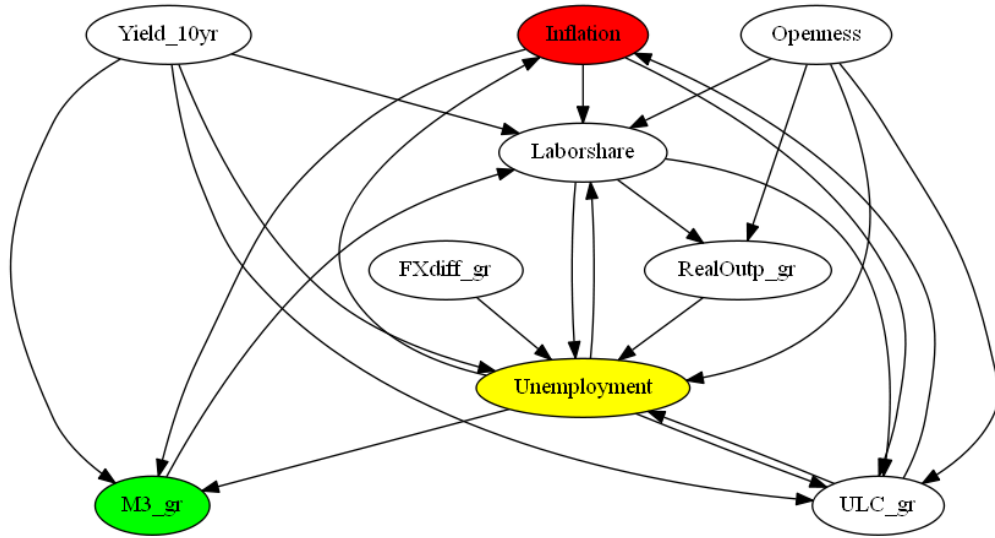 Yield_10yr
Inflation
Openness
Laborshare
FXdiff_gr
RealOutp_gr
Unemployment
M3_gr
ULC_gr